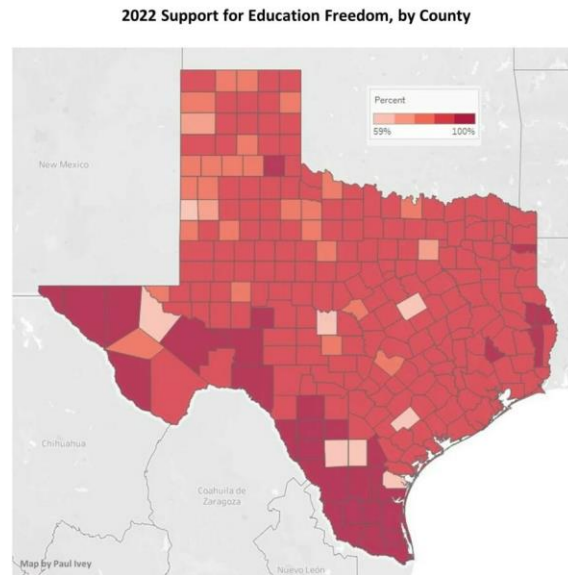 2022 Support for Education Freedom, by County
Percent
59% 100%
New Mexico
Chihuahua
Coahuila de
Zaragoza
Nuevo León
Map by Paul Ivey